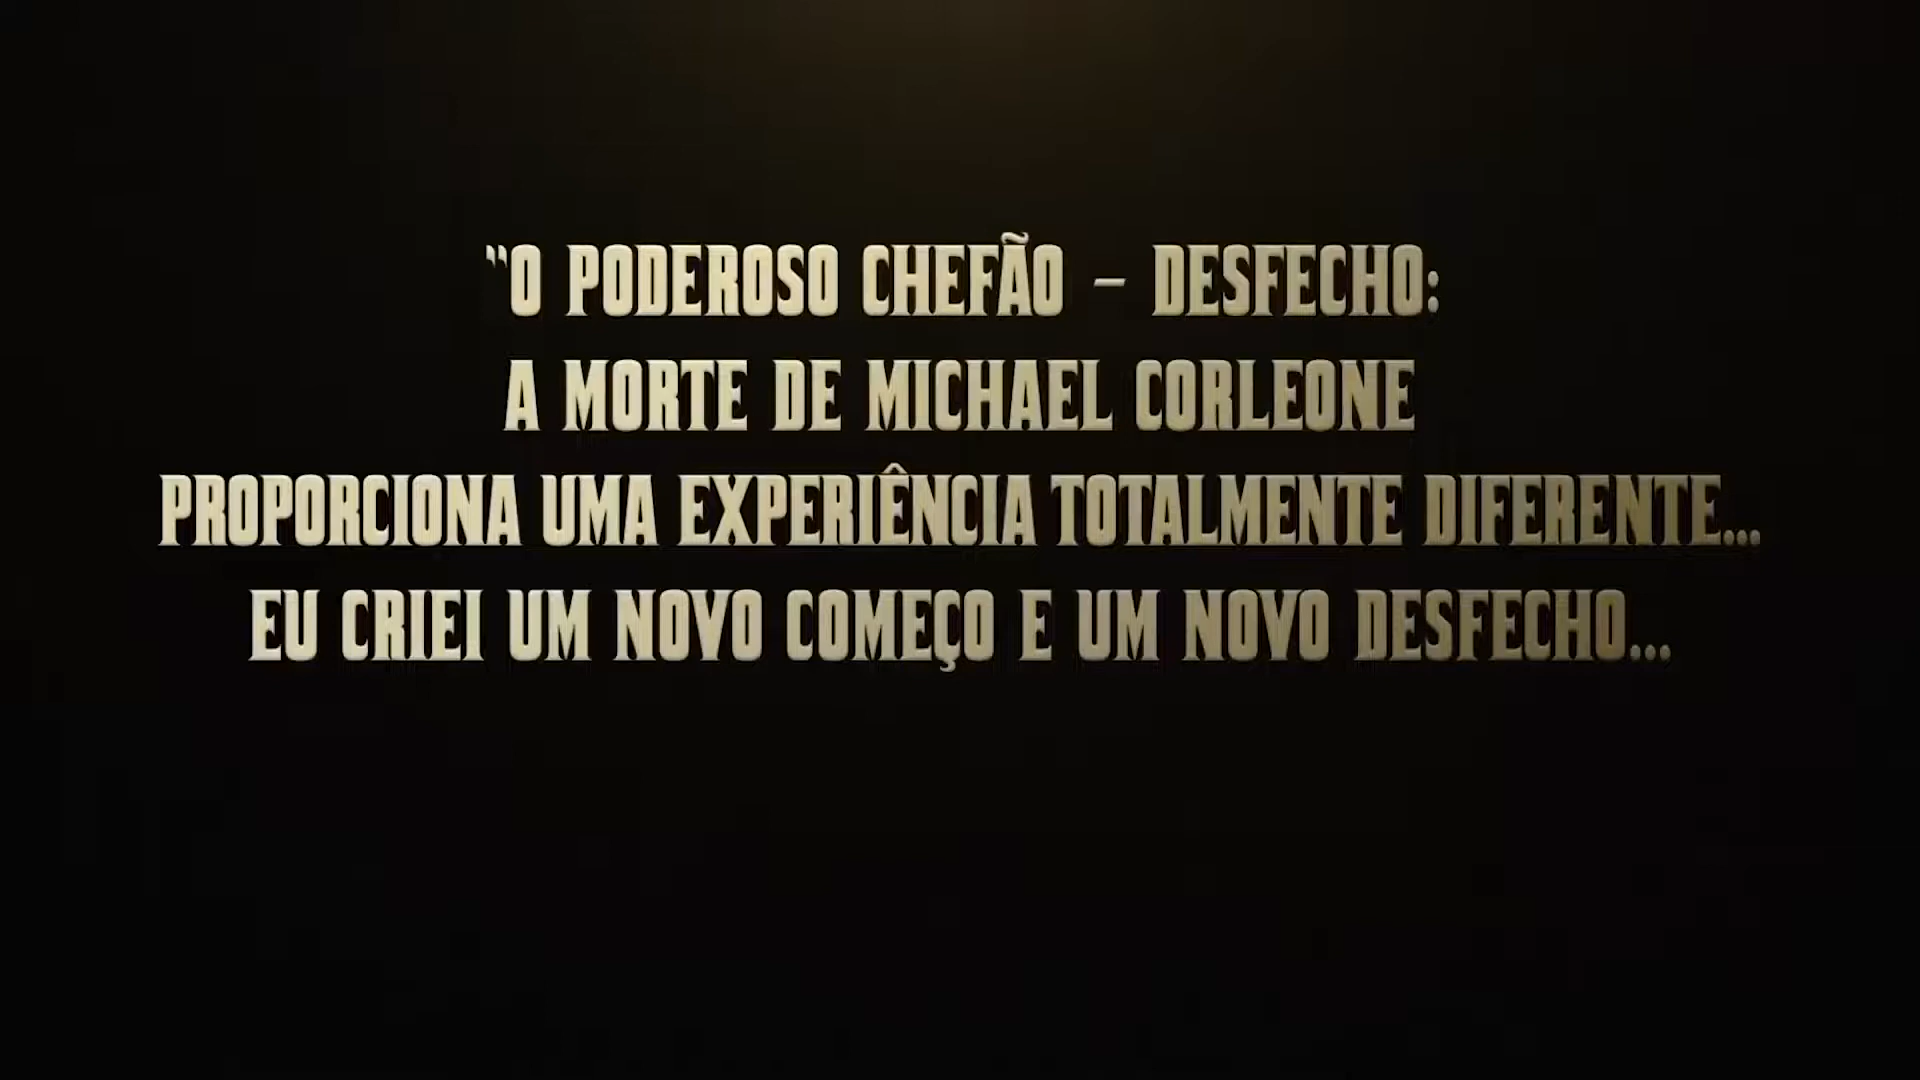 "O PODEROSO CHEFÃO – DESFECHO:
A MORTE DE MICHAEL CORLEONE
PROPORCIONA UMA EXPERIÊNCIA TOTALMENTE DIFERENTE...
EU CRIEI UM NOVO COMEÇO E UM NOVO DESFECHO...